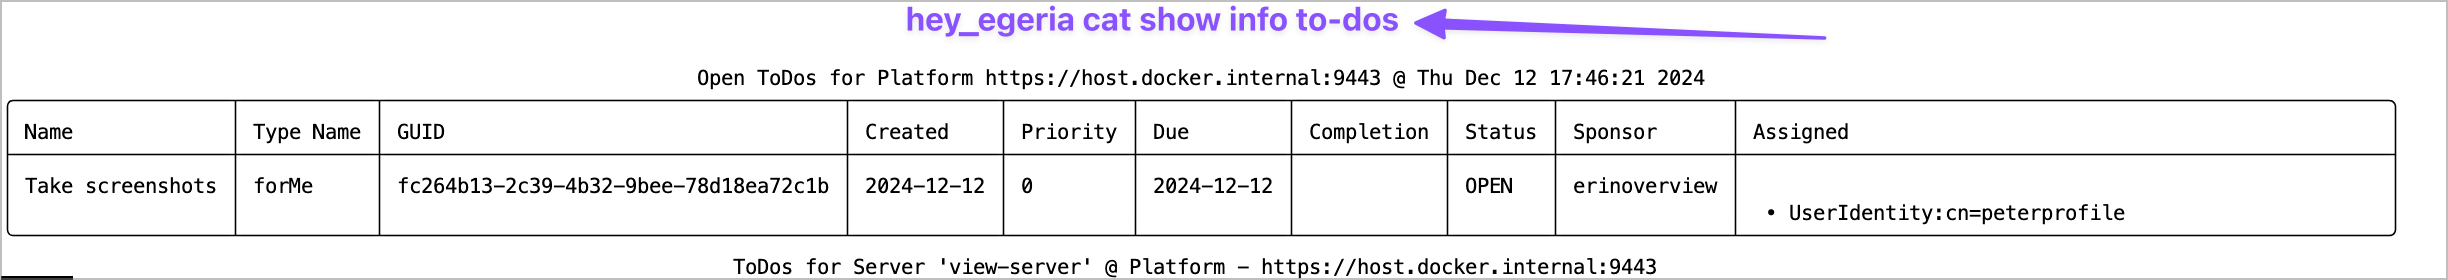 hey_egeria cat show info to-dos
Open ToDos for Platform https://host.docker.internal:9443 @ Thu Dec 12 17:46:21 2024
Name Type Name GUID Created Priority Due Completion Status Sponsor Assigned
Take screenshots forMe fc264b13-2c39-4b32-9bee-78d18ea72c1b 2024-12-12 0 2024-12-12 OPEN erinoverview
• UserIdentity:cn=peterprofile
ToDos for Server 'view-server' @ Platform - https://host.docker.internal:9443